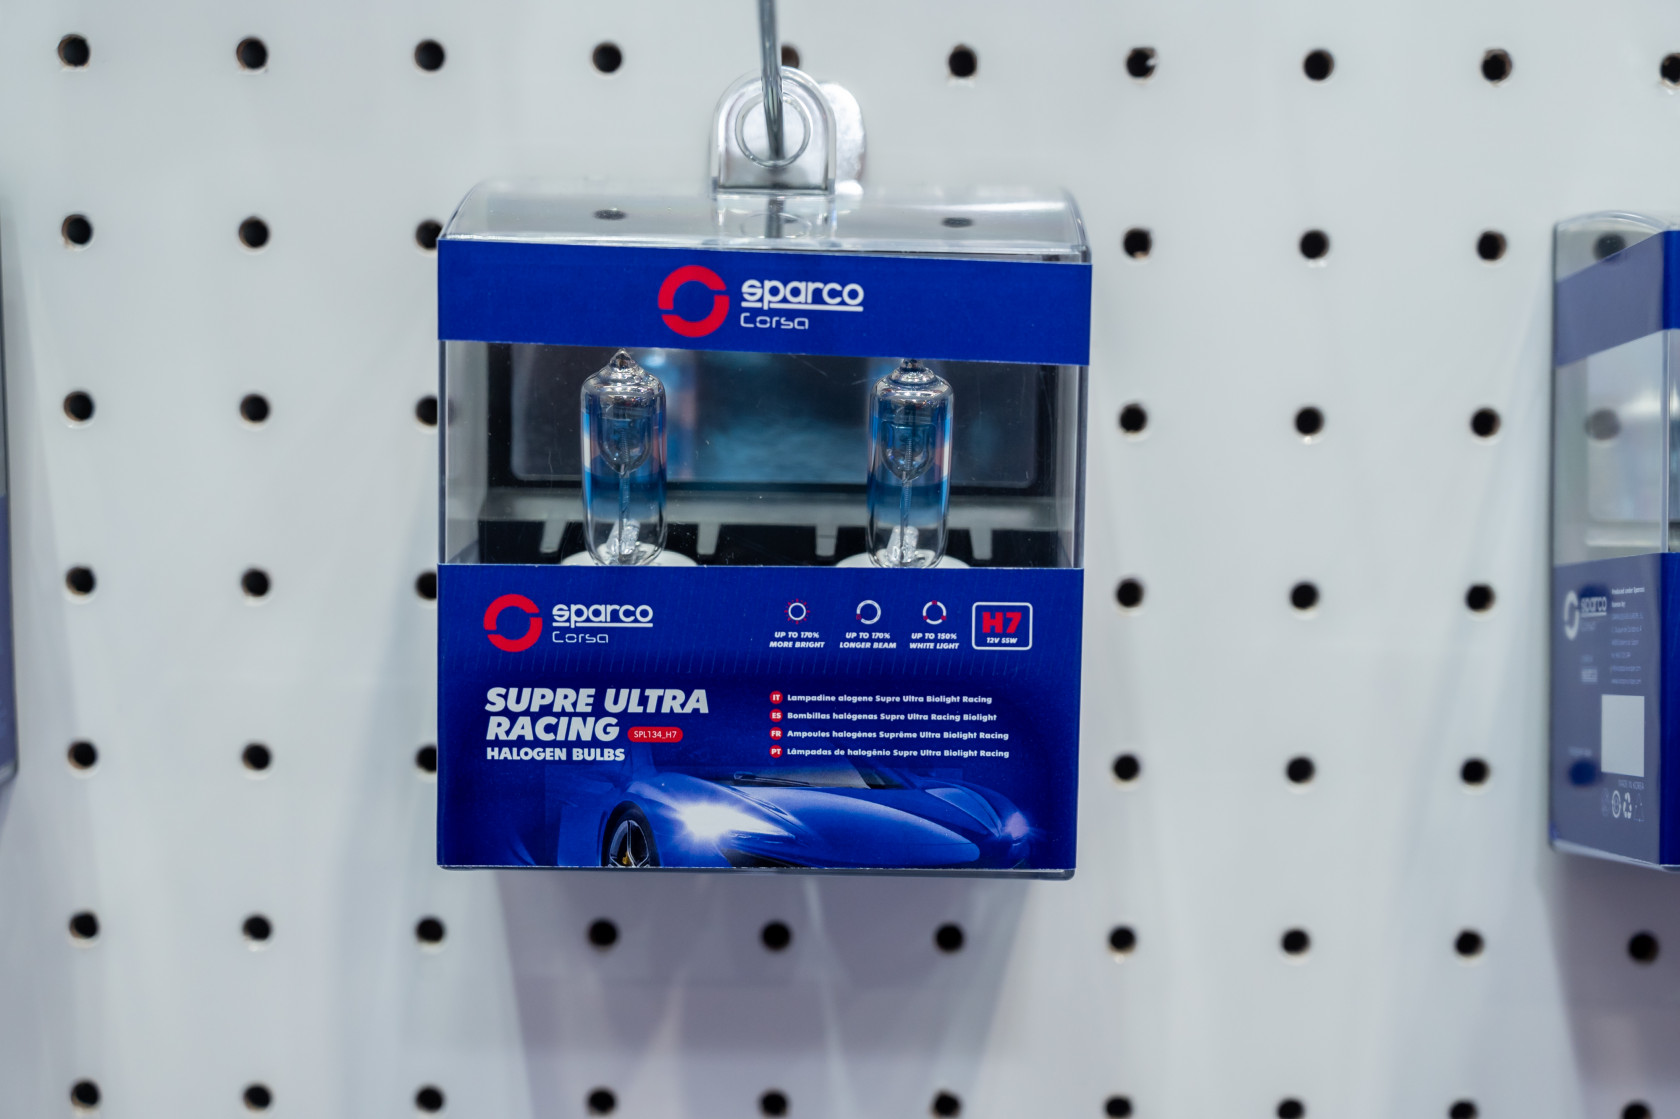 sparco
Corsa
sparco
Corsa
UP TO 170%
MORE BRIGHT
UP TO 170%
LONGER BEAM
UP TO 150%
WHITE LIGHT
H7
12V 55W
SUPRE ULTRA
RACING
SPL134_H7
HALOGEN BULBS
IT Lampadine alogene Supre Ultra Biolight Racing
ES Bombillas halógenas Supre Ultra Racing Biolight
FR Ampoules halogènes Suprême Ultra Biolight Racing
PT Lâmpadas de halogênio Supre Ultra Biolight Racing
sparco